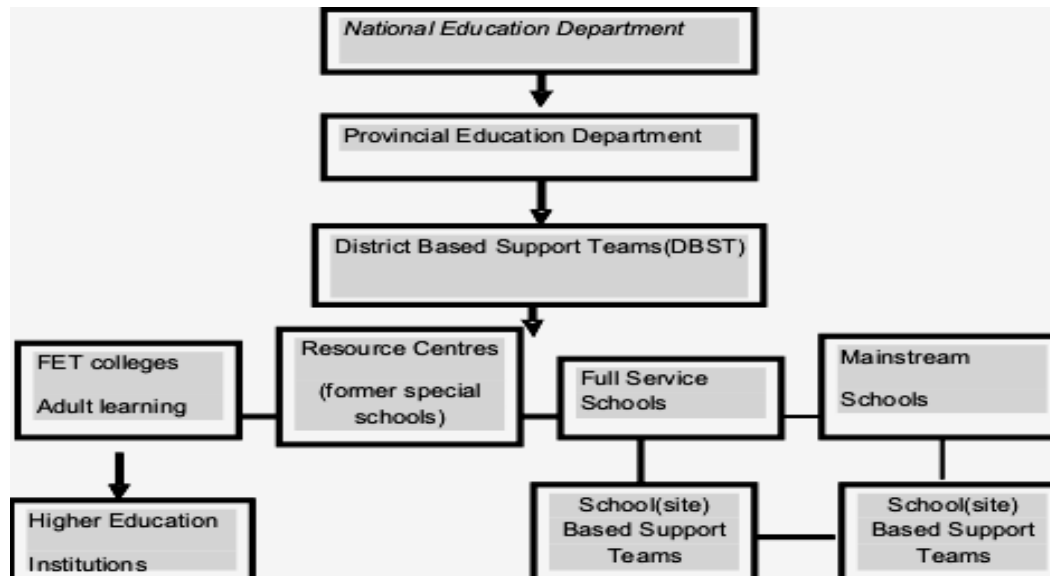 National Education Department
Provincial Education Department
District Based Support Teams(DBST)
FET colleges
Adult learning
Resource Centres
(former special
schools)
Full Service
Schools
Mainstream
Schools
Higher Education
Institutions
School(site)
Based Support
Teams
School(site)
Based Support
Teams